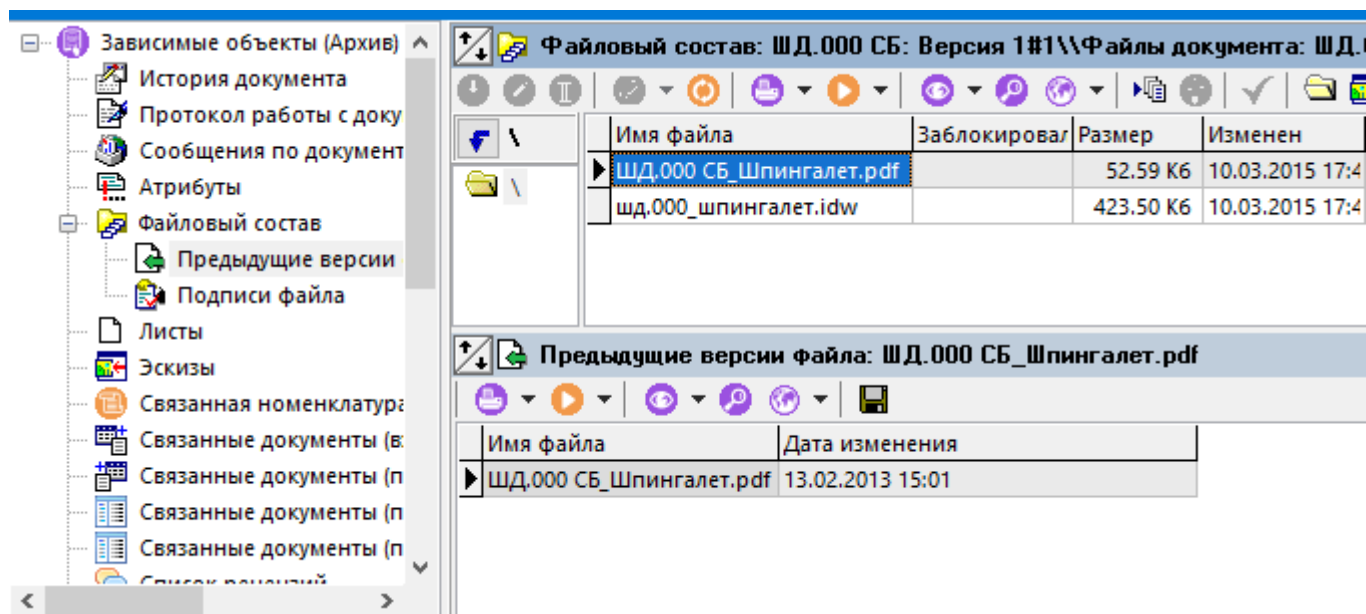 Зависимые объекты (Архив)
История документа
Протокол работы с доку
Сообщения по документ
Атрибуты
Файловый состав
Предыдущие версии
Подписи файла
Листы
Эскизы
Связанная номенклатура
Связанные документы (в
Связанные документы (п
Связанные документы (п
Связанные документы (п
Список рецензий
Файловый состав: ШД.000 СБ: Версия 1#1\\Файлы документа: ШД.
\
\
Имя файла Заблокировал Размер Изменен
ШД.000 СБ_Шпингалет.pdf 52.59 Кб 10.03.2015 17:4
шд.000_шпингалет.idw 423.50 Кб 10.03.2015 17:4
Предыдущие версии файла: ШД.000 СБ_Шпингалет.pdf
Имя файла Дата изменения
ШД.000 СБ_Шпингалет.pdf 13.02.2013 15:01